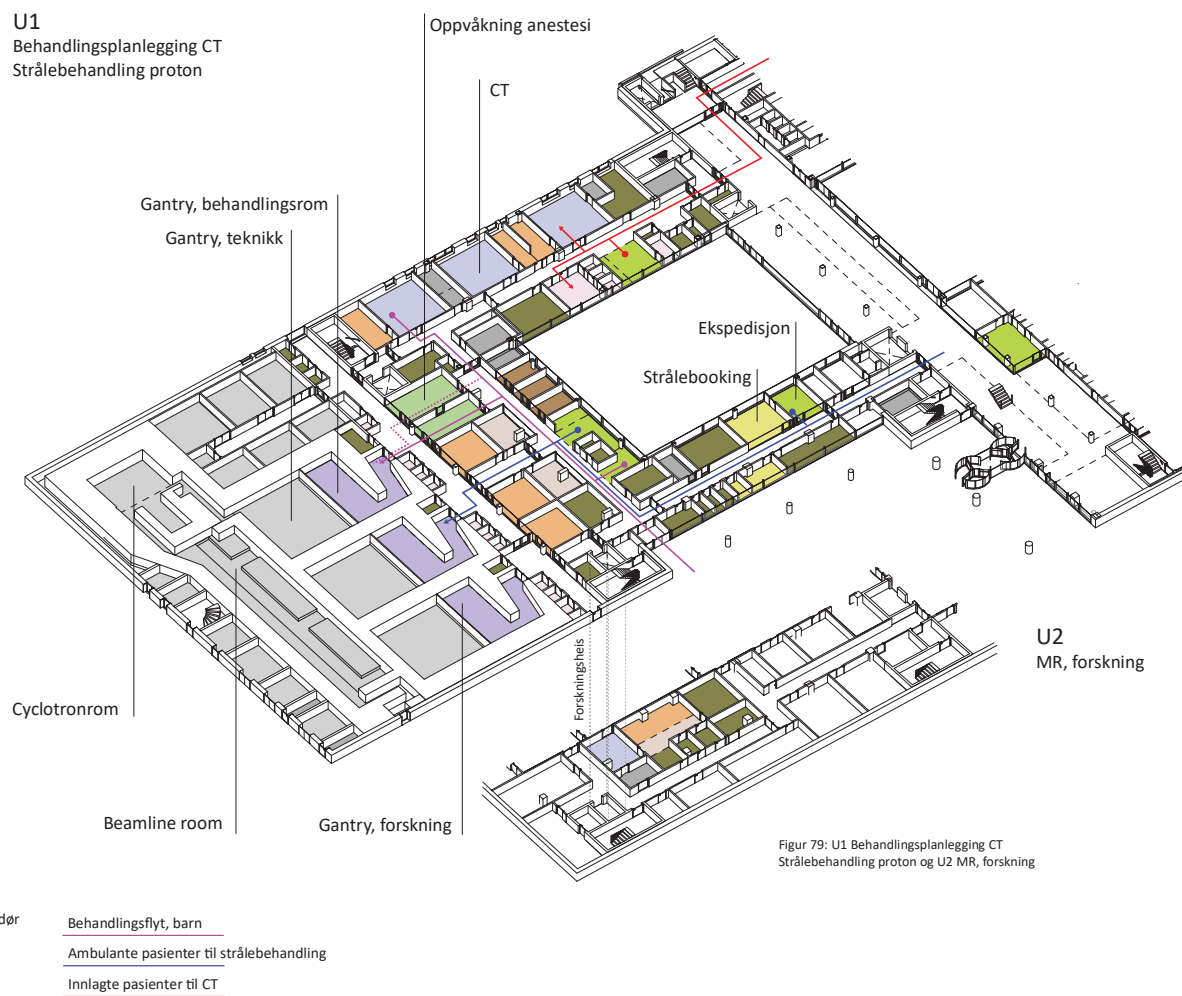 U1
Behandlingsplanlegging CT
Strålebehandling proton
Oppvåkning anestesi
CT
Gantry, behandlingsrom
Gantry, teknikk
Ekspedisjon
Strålebooking
Forskningsheis
U2
MR, forskning
Cyclotronrom
Beamline room
Gantry, forskning
Figur 79: U1 Behandlingsplanlegging CT
Strålebehandling proton og U2 MR, forskning
dør
Behandlingsflyt, barn
Ambulante pasienter til strålebehandling
Innlagte pasienter til CT